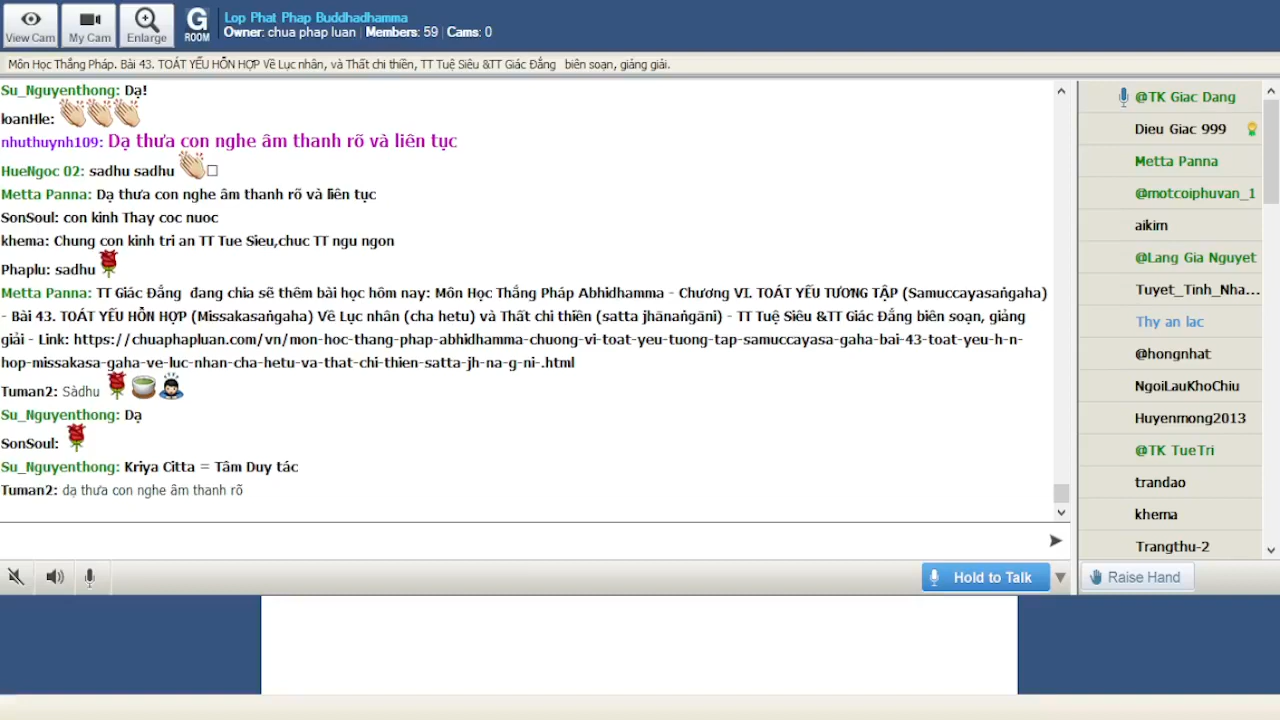 View Cam
My Cam
Enlarge
G
ROOM
Lop Phat Phap Buddhadhamma
Owner: chua phap luan | Members: 59 | Cams: 0
Môn Học Thắng Pháp. Bài 43. TOÁT YẾU HỖN HỢP Về Lục nhân, và Thất chi thiền, TT Tuệ Siêu &TT Giác Đẳng biên soạn, giảng giải.
Su_Nguyenthong: Dạ!
loanHle:
nhuthuynh109: Dạ thưa con nghe âm thanh rõ và liên tục
HueNgoc 02: sadhu sadhu
Metta Panna: Dạ thưa con nghe âm thanh rõ và liên tục
SonSoul: con kinh Thay coc nuoc
khema: Chung con kinh tri an TT Tue Sieu,chuc TT ngu ngon
Phaplu: sadhu
Metta Panna: TT Giác Đẳng đang chia sẽ thêm bài học hôm nay: Môn Học Thắng Pháp Abhidhamma - Chương VI. TOÁT YẾU TƯƠNG TẬP (Samuccayasaṅgaha)
- Bài 43. TOÁT YẾU HỖN HỢP (Missakasaṅgaha) Về Lục nhân (cha hetu) và Thất chi thiền (satta jhānaṅgāni) - TT Tuệ Siêu &TT Giác Đẳng biên soạn, giảng
giải - Link: https://chuaphapluan.com/vn/mon-hoc-thang-phap-abhidhamma-chuong-vi-toat-yeu-tuong-tap-samuccayasa-gaha-bai-43-toat-yeu-h-n-
hop-missakasa-gaha-ve-luc-nhan-cha-hetu-va-that-chi-thien-satta-jh-na-g-ni-.html
Tuman2: Sàdhu
Su_Nguyenthong: Dạ
SonSoul:
Su_Nguyenthong: Kriya Citta = Tâm Duy tác
Tuman2: dạ thưa con nghe âm thanh rõ
Hold to Talk
@TK Giac Dang
Dieu Giac 999
Metta Panna
@motcoiphuvan_1
aikim
@Lang Gia Nguyet
Tuyet_Tinh_Nha...
Thy an lac
@hongnhat
NgoiLauKhoChiu
Huyenmong2013
@TK TueTri
trandao
khema
Trangthu-2
Raise Hand